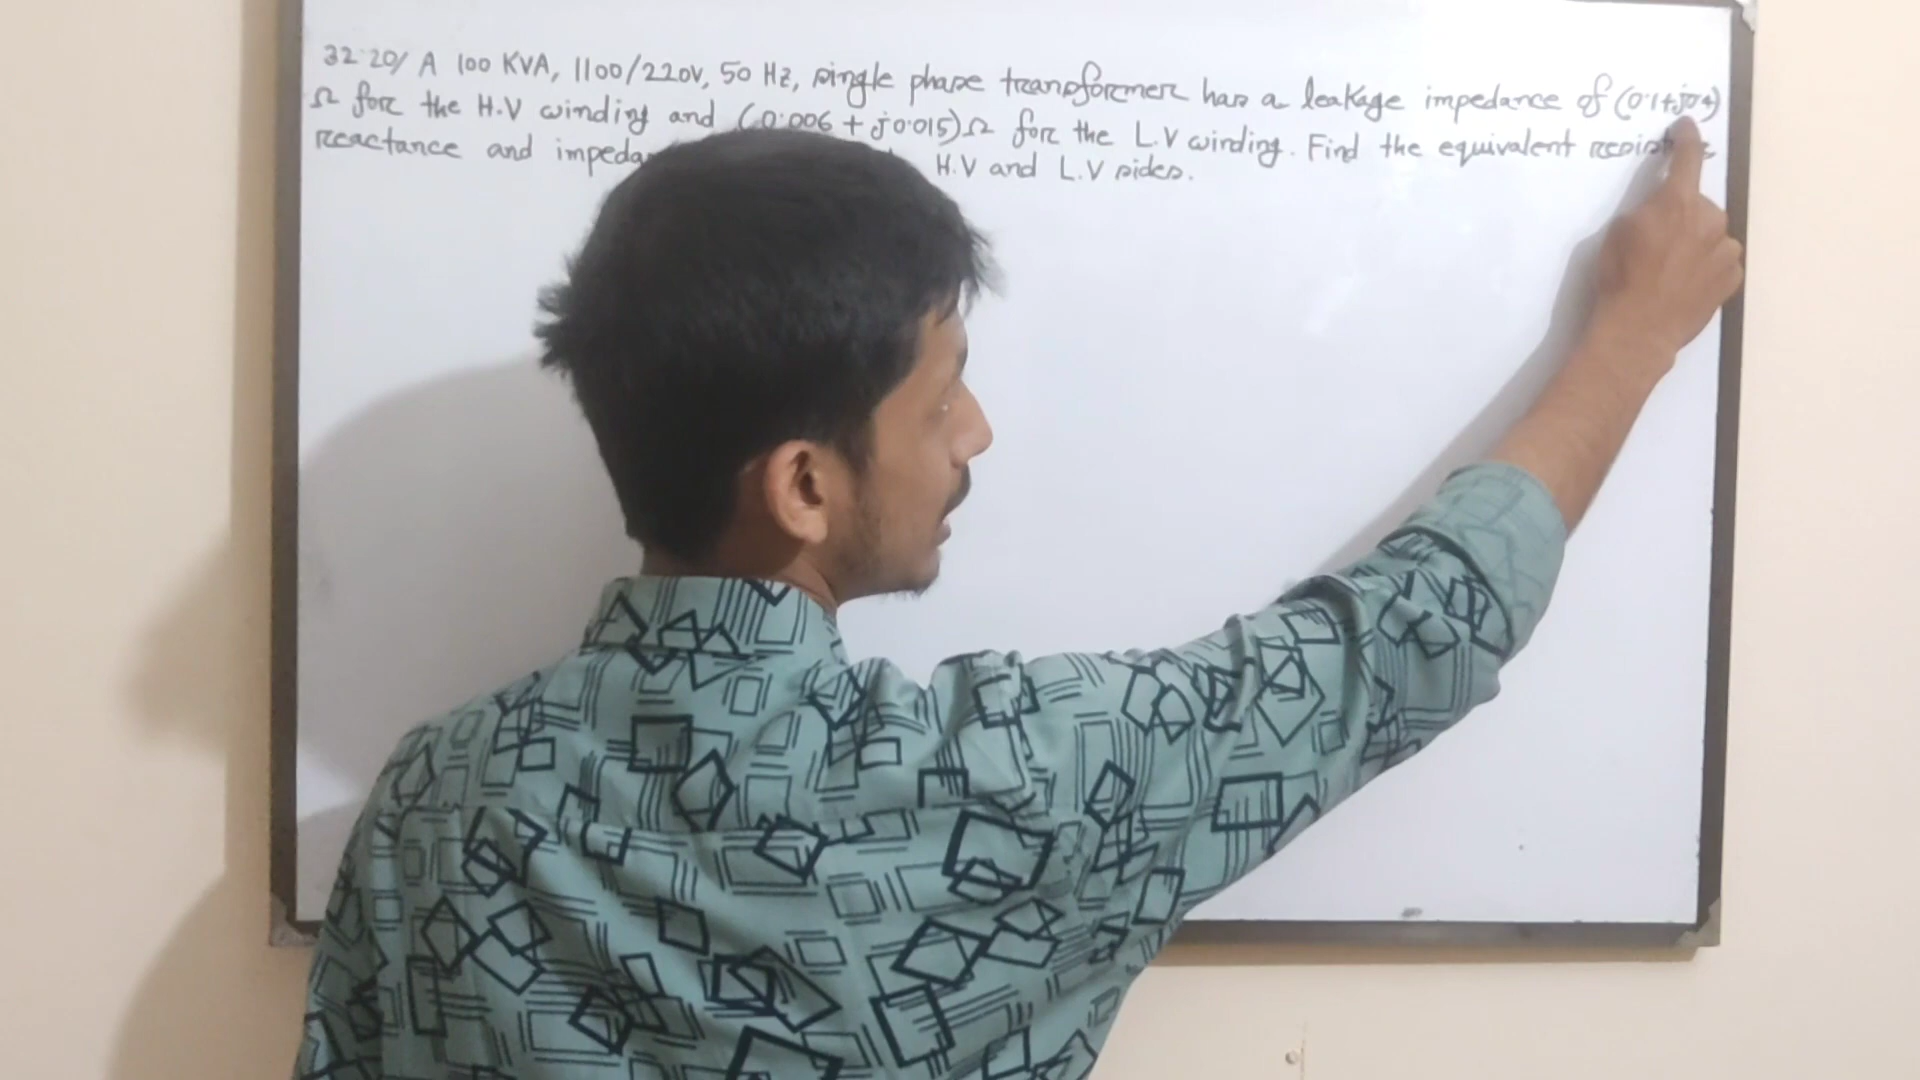 32.20/ A 100 KVA, 1100/220V, 50 Hz, single phase transformer has a leakage impedance of (0.1+j0.4)
Ω for the H.V winding and (0.006 + j0.015)Ω for the L.V winding. Find the equivalent
reactance and H.V and L.V sides.